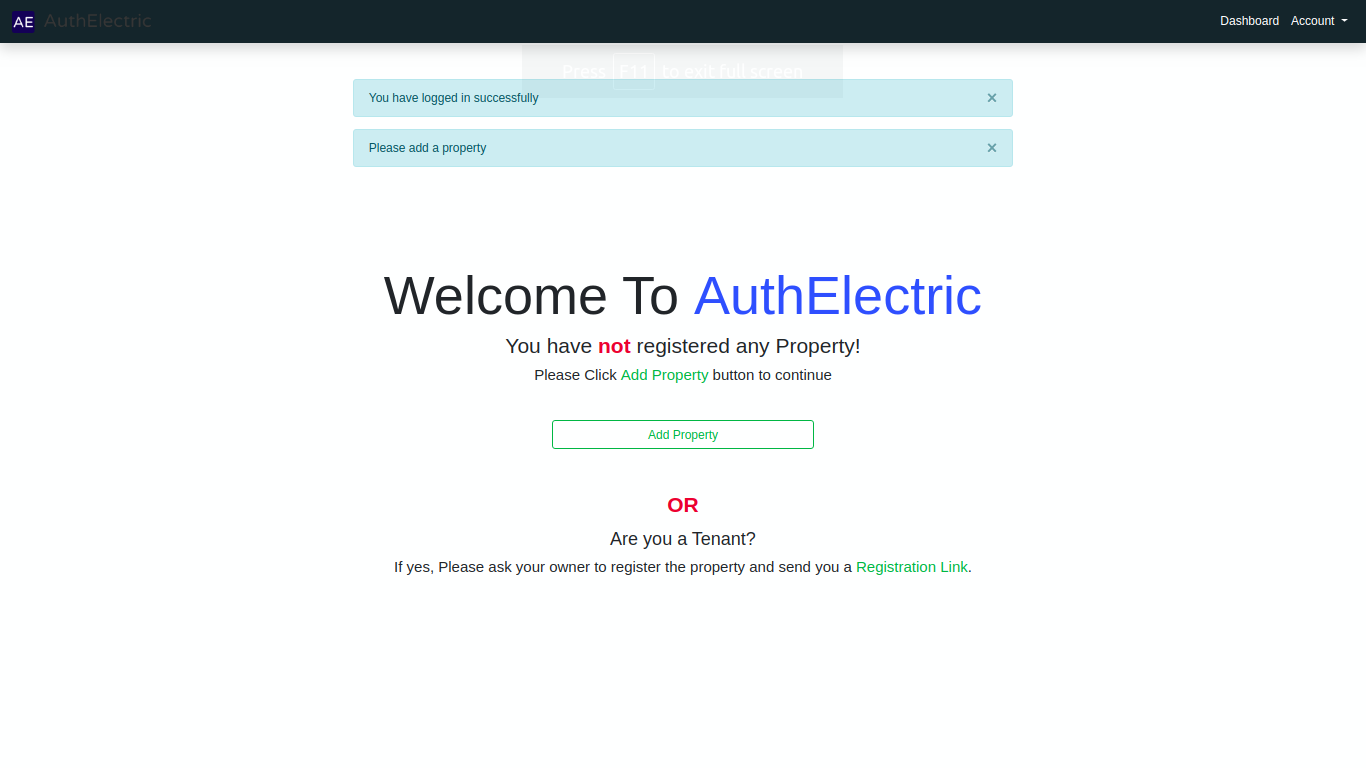 AE AuthElectric Dashboard Account
Press F11 to exit full screen
You have logged in successfully ×
Please add a property ×
Welcome To AuthElectric
You have not registered any Property!
Please Click Add Property button to continue
Add Property
OR
Are you a Tenant?
If yes, Please ask your owner to register the property and send you a Registration Link.